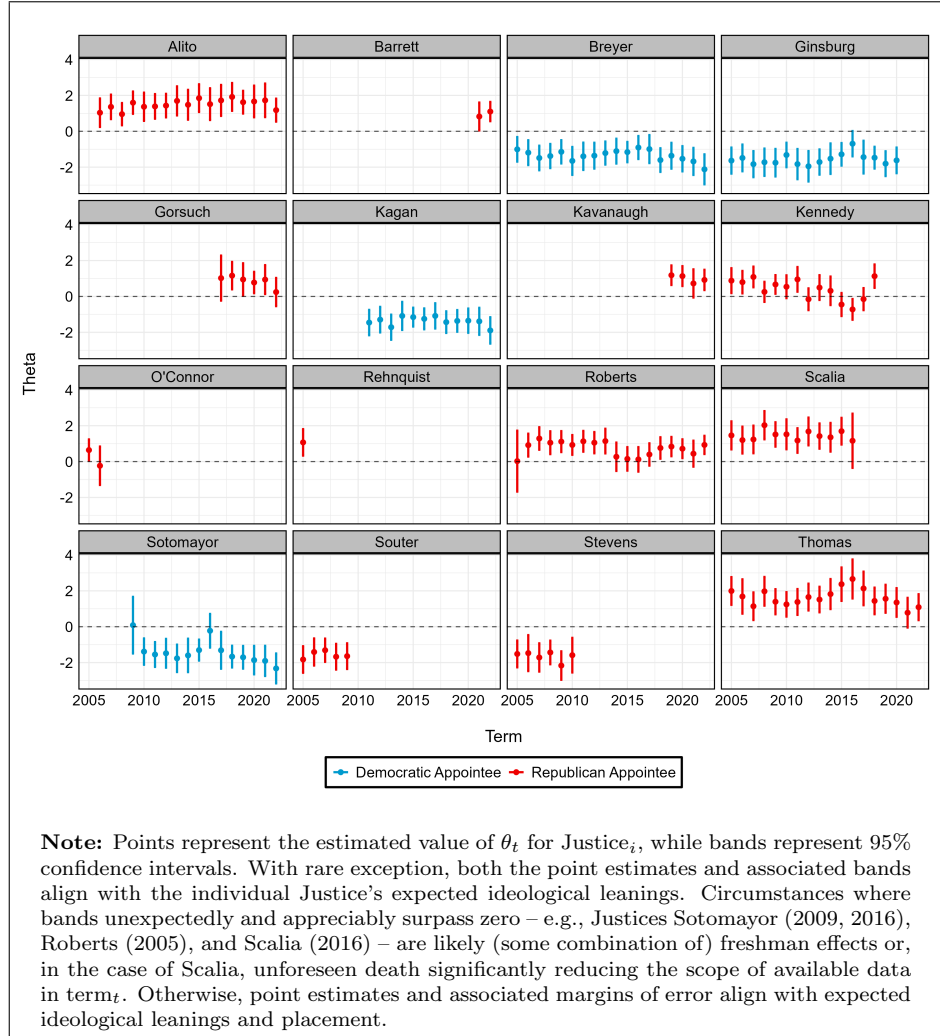 Alito Barrett Breyer Ginsburg
4
2
0
-2
Gorsuch Kagan Kavanaugh Kennedy
4
2
0
-2
Theta
O'Connor Rehnquist Roberts Scalia
4
2
0
-2
Sotomayor Souter Stevens Thomas
4
2
0
-2
2005 2010 2015 2020 2005 2010 2015 2020 2005 2010 2015 2020 2005 2010 2015 2020
Term
Democratic Appointee Republican Appointee
Note: Points represent the estimated value of θt for Justicei, while bands represent 95%
confidence intervals. With rare exception, both the point estimates and associated bands
align with the individual Justice's expected ideological leanings. Circumstances where
bands unexpectedly and appreciably surpass zero – e.g., Justices Sotomayor (2009, 2016),
Roberts (2005), and Scalia (2016) – are likely (some combination of) freshman effects or,
in the case of Scalia, unforeseen death significantly reducing the scope of available data
in termt. Otherwise, point estimates and associated margins of error align with expected
ideological leanings and placement.